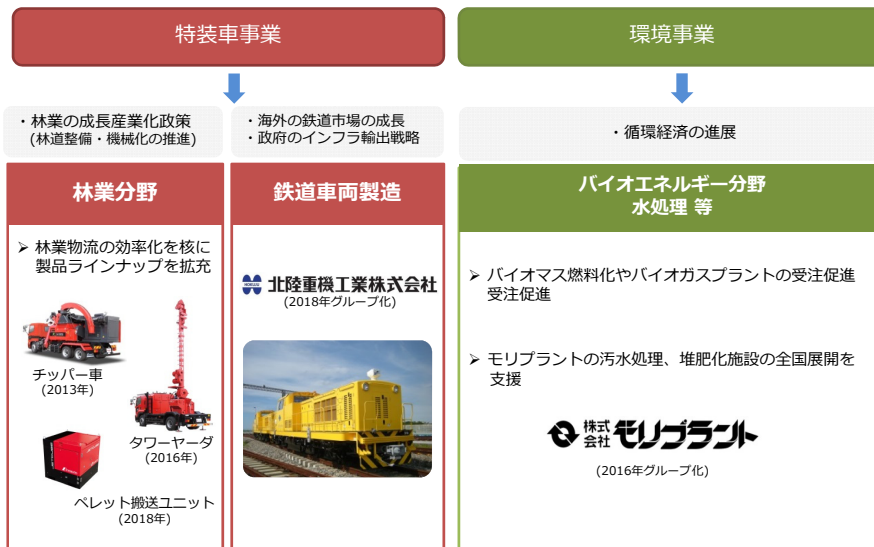 特装車事業
環境事業
・林業の成長産業化政策
(林道整備・機械化の推進)
・海外の鉄道市場の成長
・政府のインフラ輸出戦略
・循環経済の進展
林業分野
鉄道車両製造
バイオエネルギー分野
水処理 等
➢ 林業物流の効率化を核に
製品ラインナップを拡充
チッパー車
(2013年)
タワーヤーダ
(2016年)
ペレット搬送ユニット
(2018年)
北陸重機工業株式会社
(2018年グループ化)
➢ バイオマス燃料化やバイオガスプラントの受注促進
受注促進
➢ モリプラントの汚水処理、堆肥化施設の全国展開を
支援
株式会社モリプラント
(2016年グループ化)